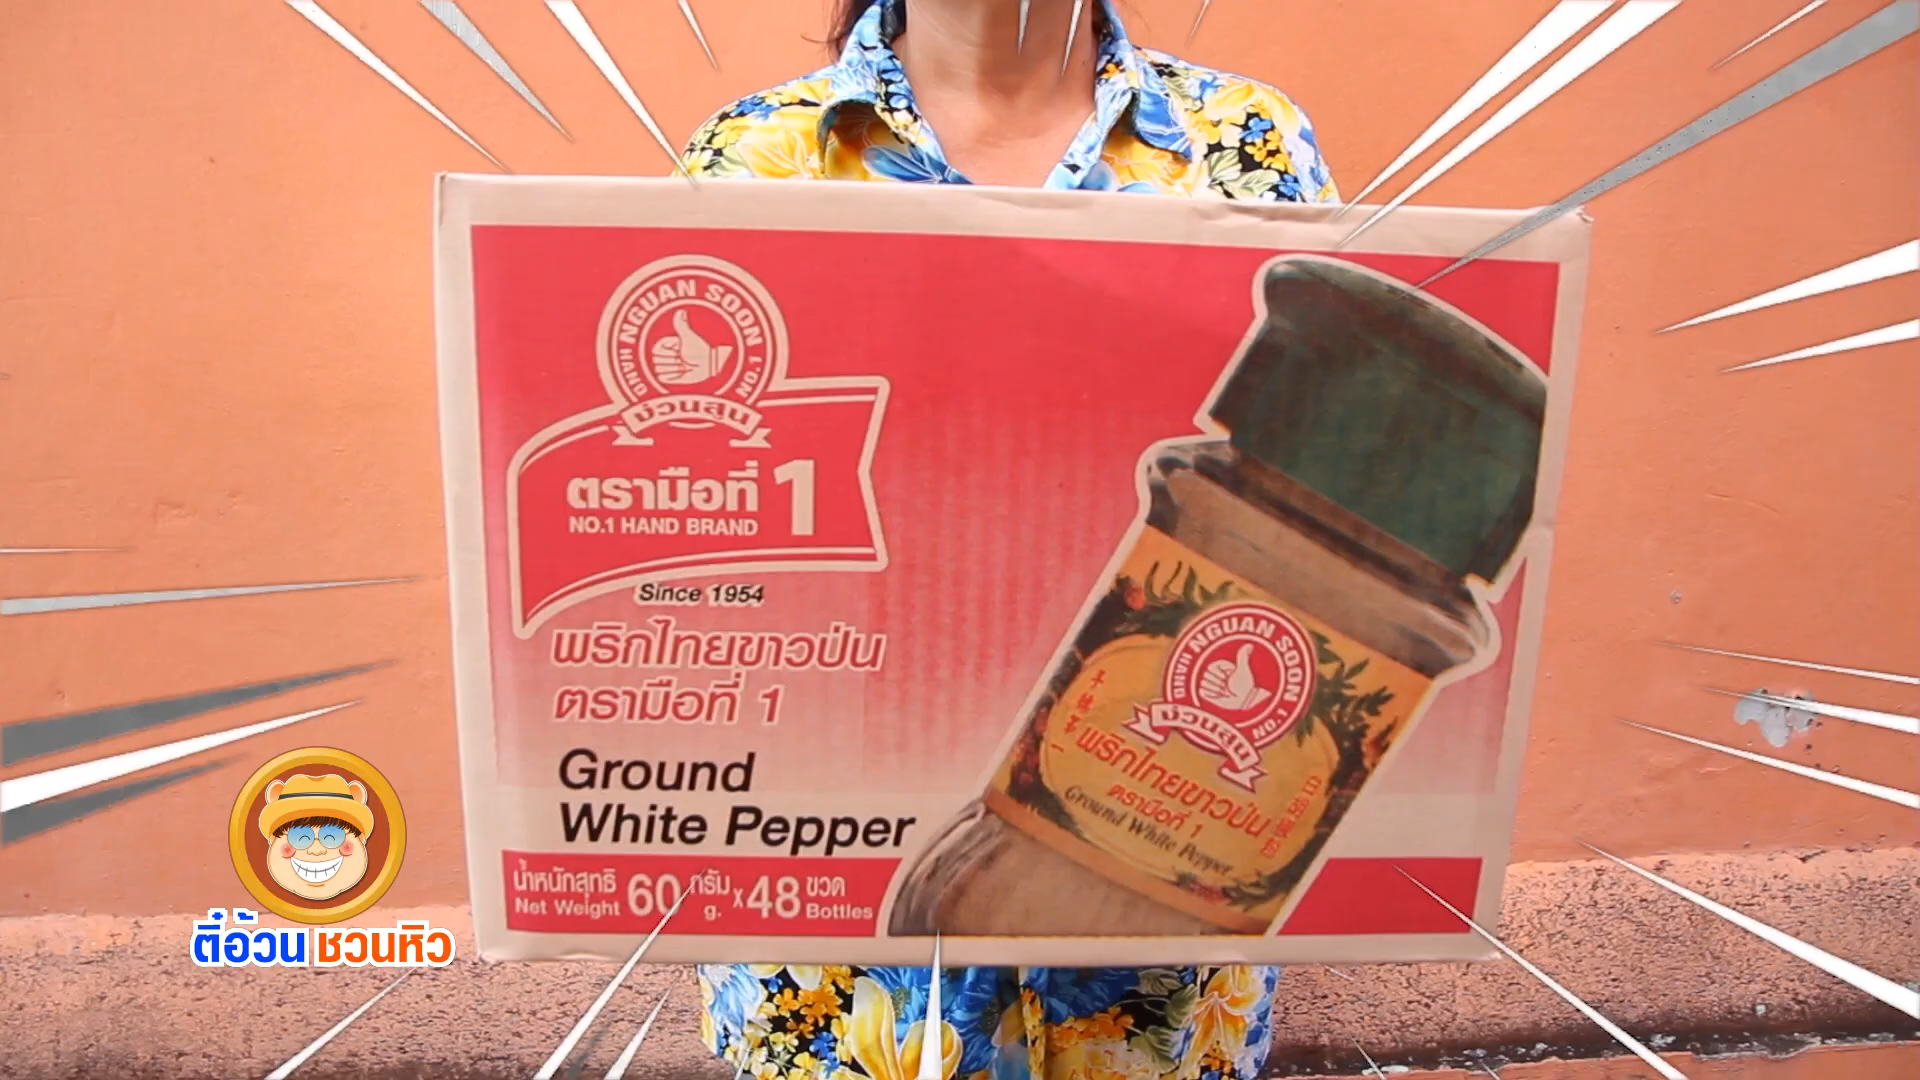 NGUAN SOON
HAND NO.1
ง่วนสูน
ตรามือที่ 1
NO.1 HAND BRAND
Since 1954
พริกไทยขาวป่น
ตรามือที่ 1
Ground
White Pepper
น้ำหนักสุทธิ 60 กรัม x 48 ขวด
Net Weight g. Bottles
NGUAN SOON
HAND NO.1
ง่วนสูน
พริกไทยขาวป่น
ตรามือที่ 1
Ground White Pepper
ตี๋อ้วน ชวนหิว